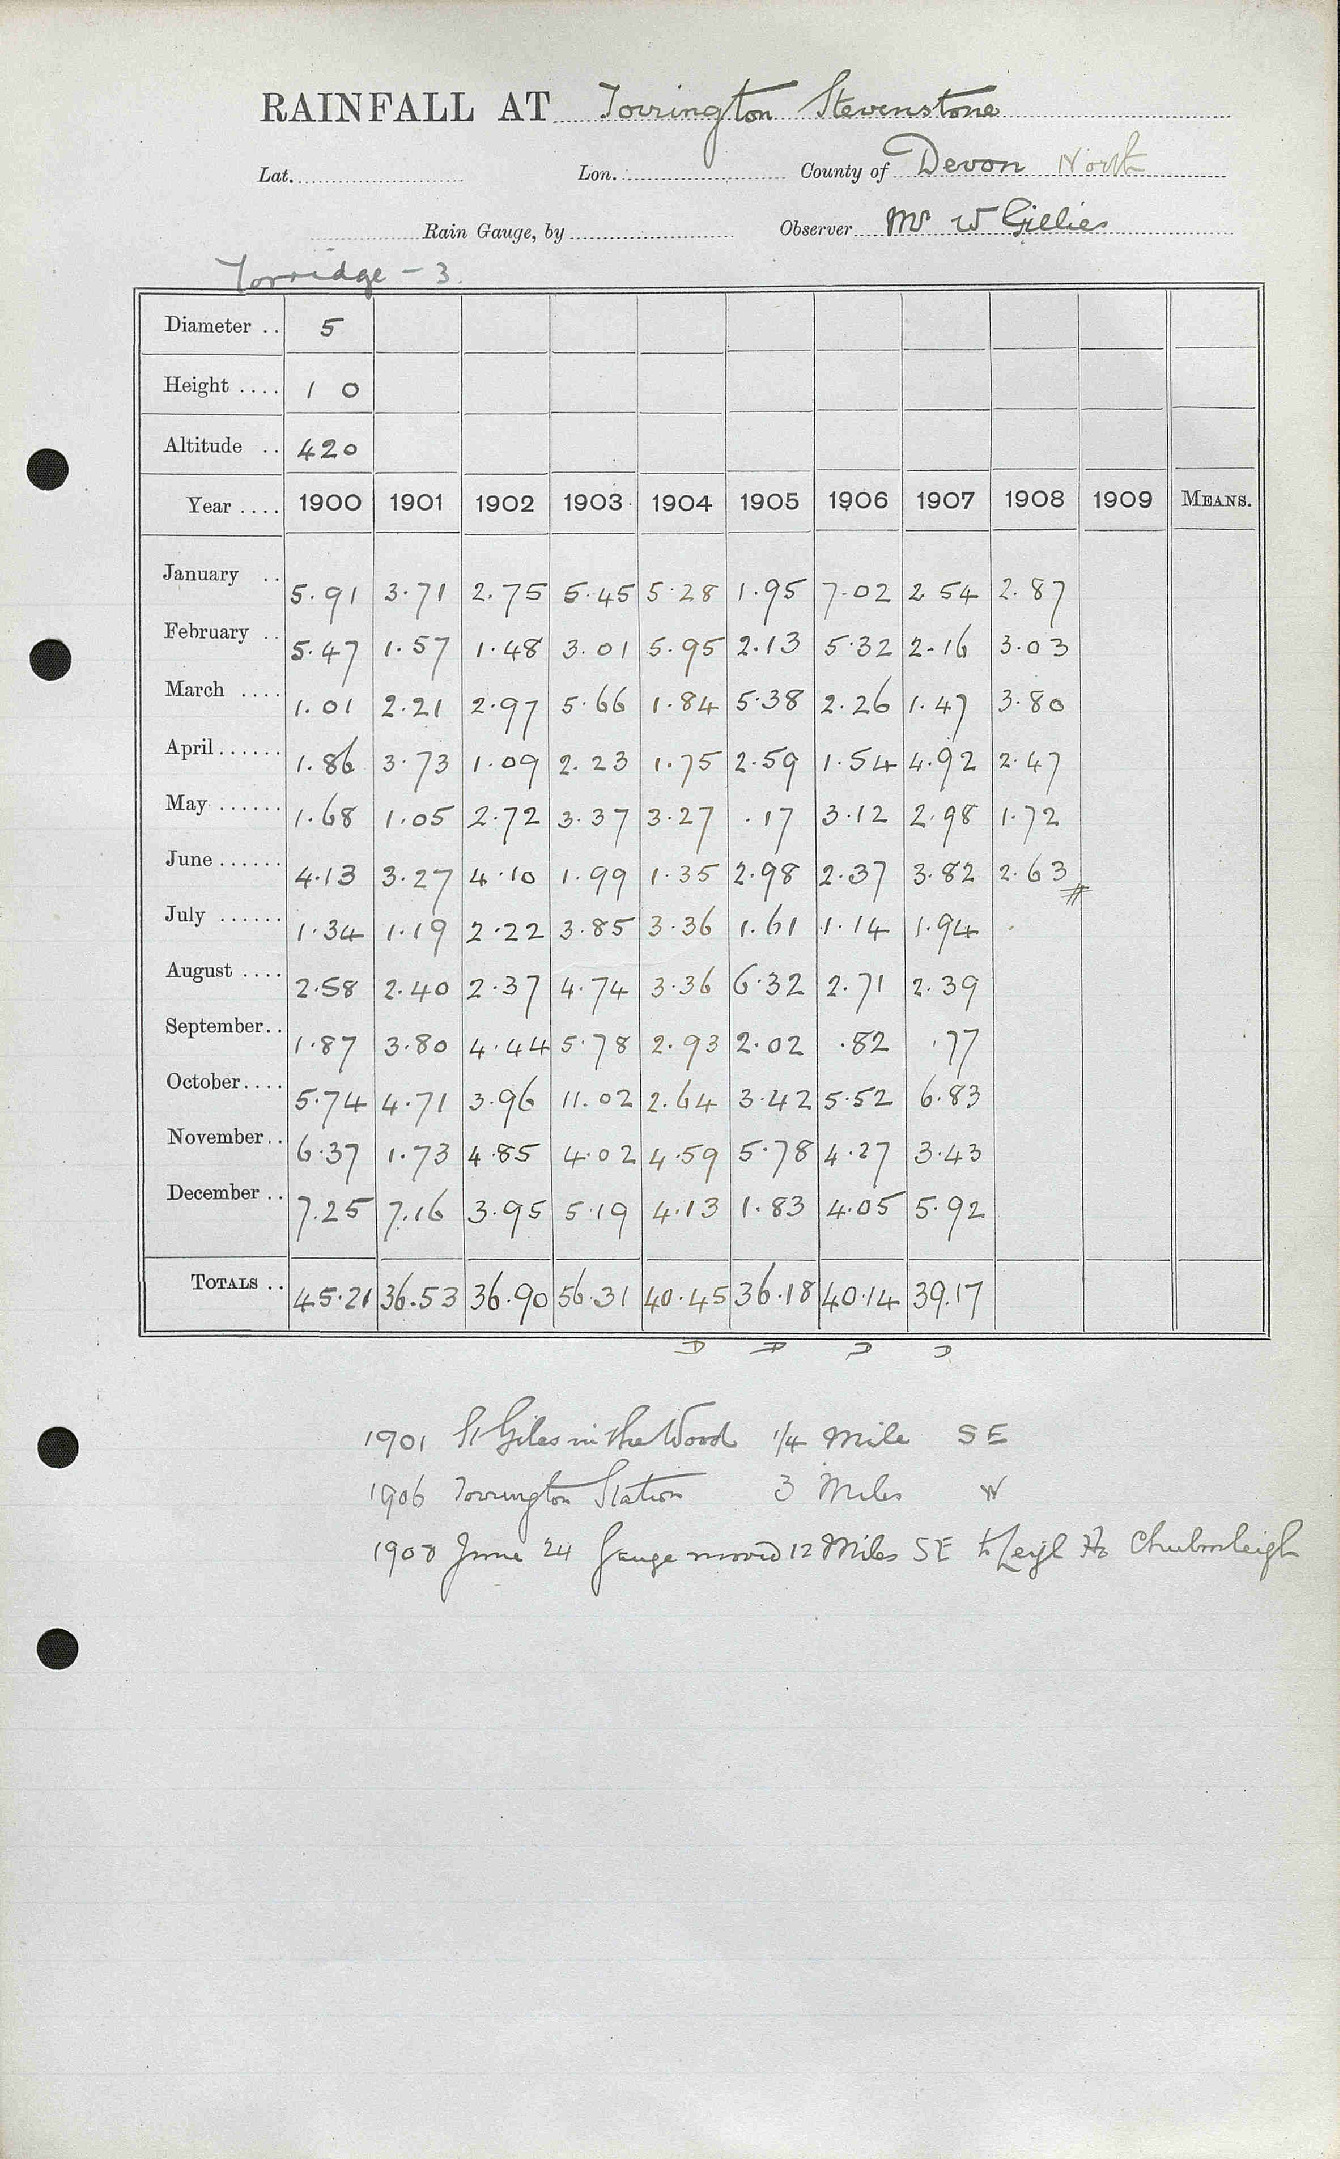 RAINFALL AT Torrington Stevenstone
Lat. Lon. County of Devon North
Rain Gauge, by Observer Mr W Gillies
Torridge - 3
Diameter .. 5
Height .... 1 0
Altitude .. 420
Year .... 1900 1901 1902 1903 1904 1905 1906 1907 1908 1909 MEANS.
January .. 5.91 3.71 2.75 5.45 5.28 1.95 7.02 2 54 2.87
February .. 5.47 1.57 1.48 3.01 5.95 2.13 5.32 2.16 3.03
March .... 1.01 2.21 2.97 5.66 1.84 5.38 2.26 1.47 3.80
April ...... 1.86 3.73 1.09 2.23 1.75 2.59 1.54 4.92 2.47
May ...... 1.68 1.05 2.72 3.37 3.27 .17 3.12 2.98 1.72
June ...... 4.13 3.27 4.10 1.99 1.35 2.98 2.37 3.82 2.63 #
July ...... 1.34 1.19 2.22 3.85 3.36 1.61 1.14 1.94
August .... 2.58 2.40 2.37 4.74 3.36 6.32 2.71 2.39
September.. 1.87 3.80 4.44 5.78 2.93 2.02 .82 .77
October.... 5.74 4.71 3.96 11.02 2.64 3.42 5.52 6.83
November.. 6.37 1.73 4.85 4.02 4.59 5.78 4.27 3.43
December .. 7.25 7.16 3.95 5.19 4.13 1.83 4.05 5.92
TOTALS .. 45.21 36.53 36.90 56.31 40.45 36.18 40.14 39.17
D D D D
1901 St Giles in the Wood 1/4 Mile SE
1906 Torrington Station 3 Miles W
1908 June 24 Gauge moved 12 Miles SE to Leigh Ho Chulmleigh